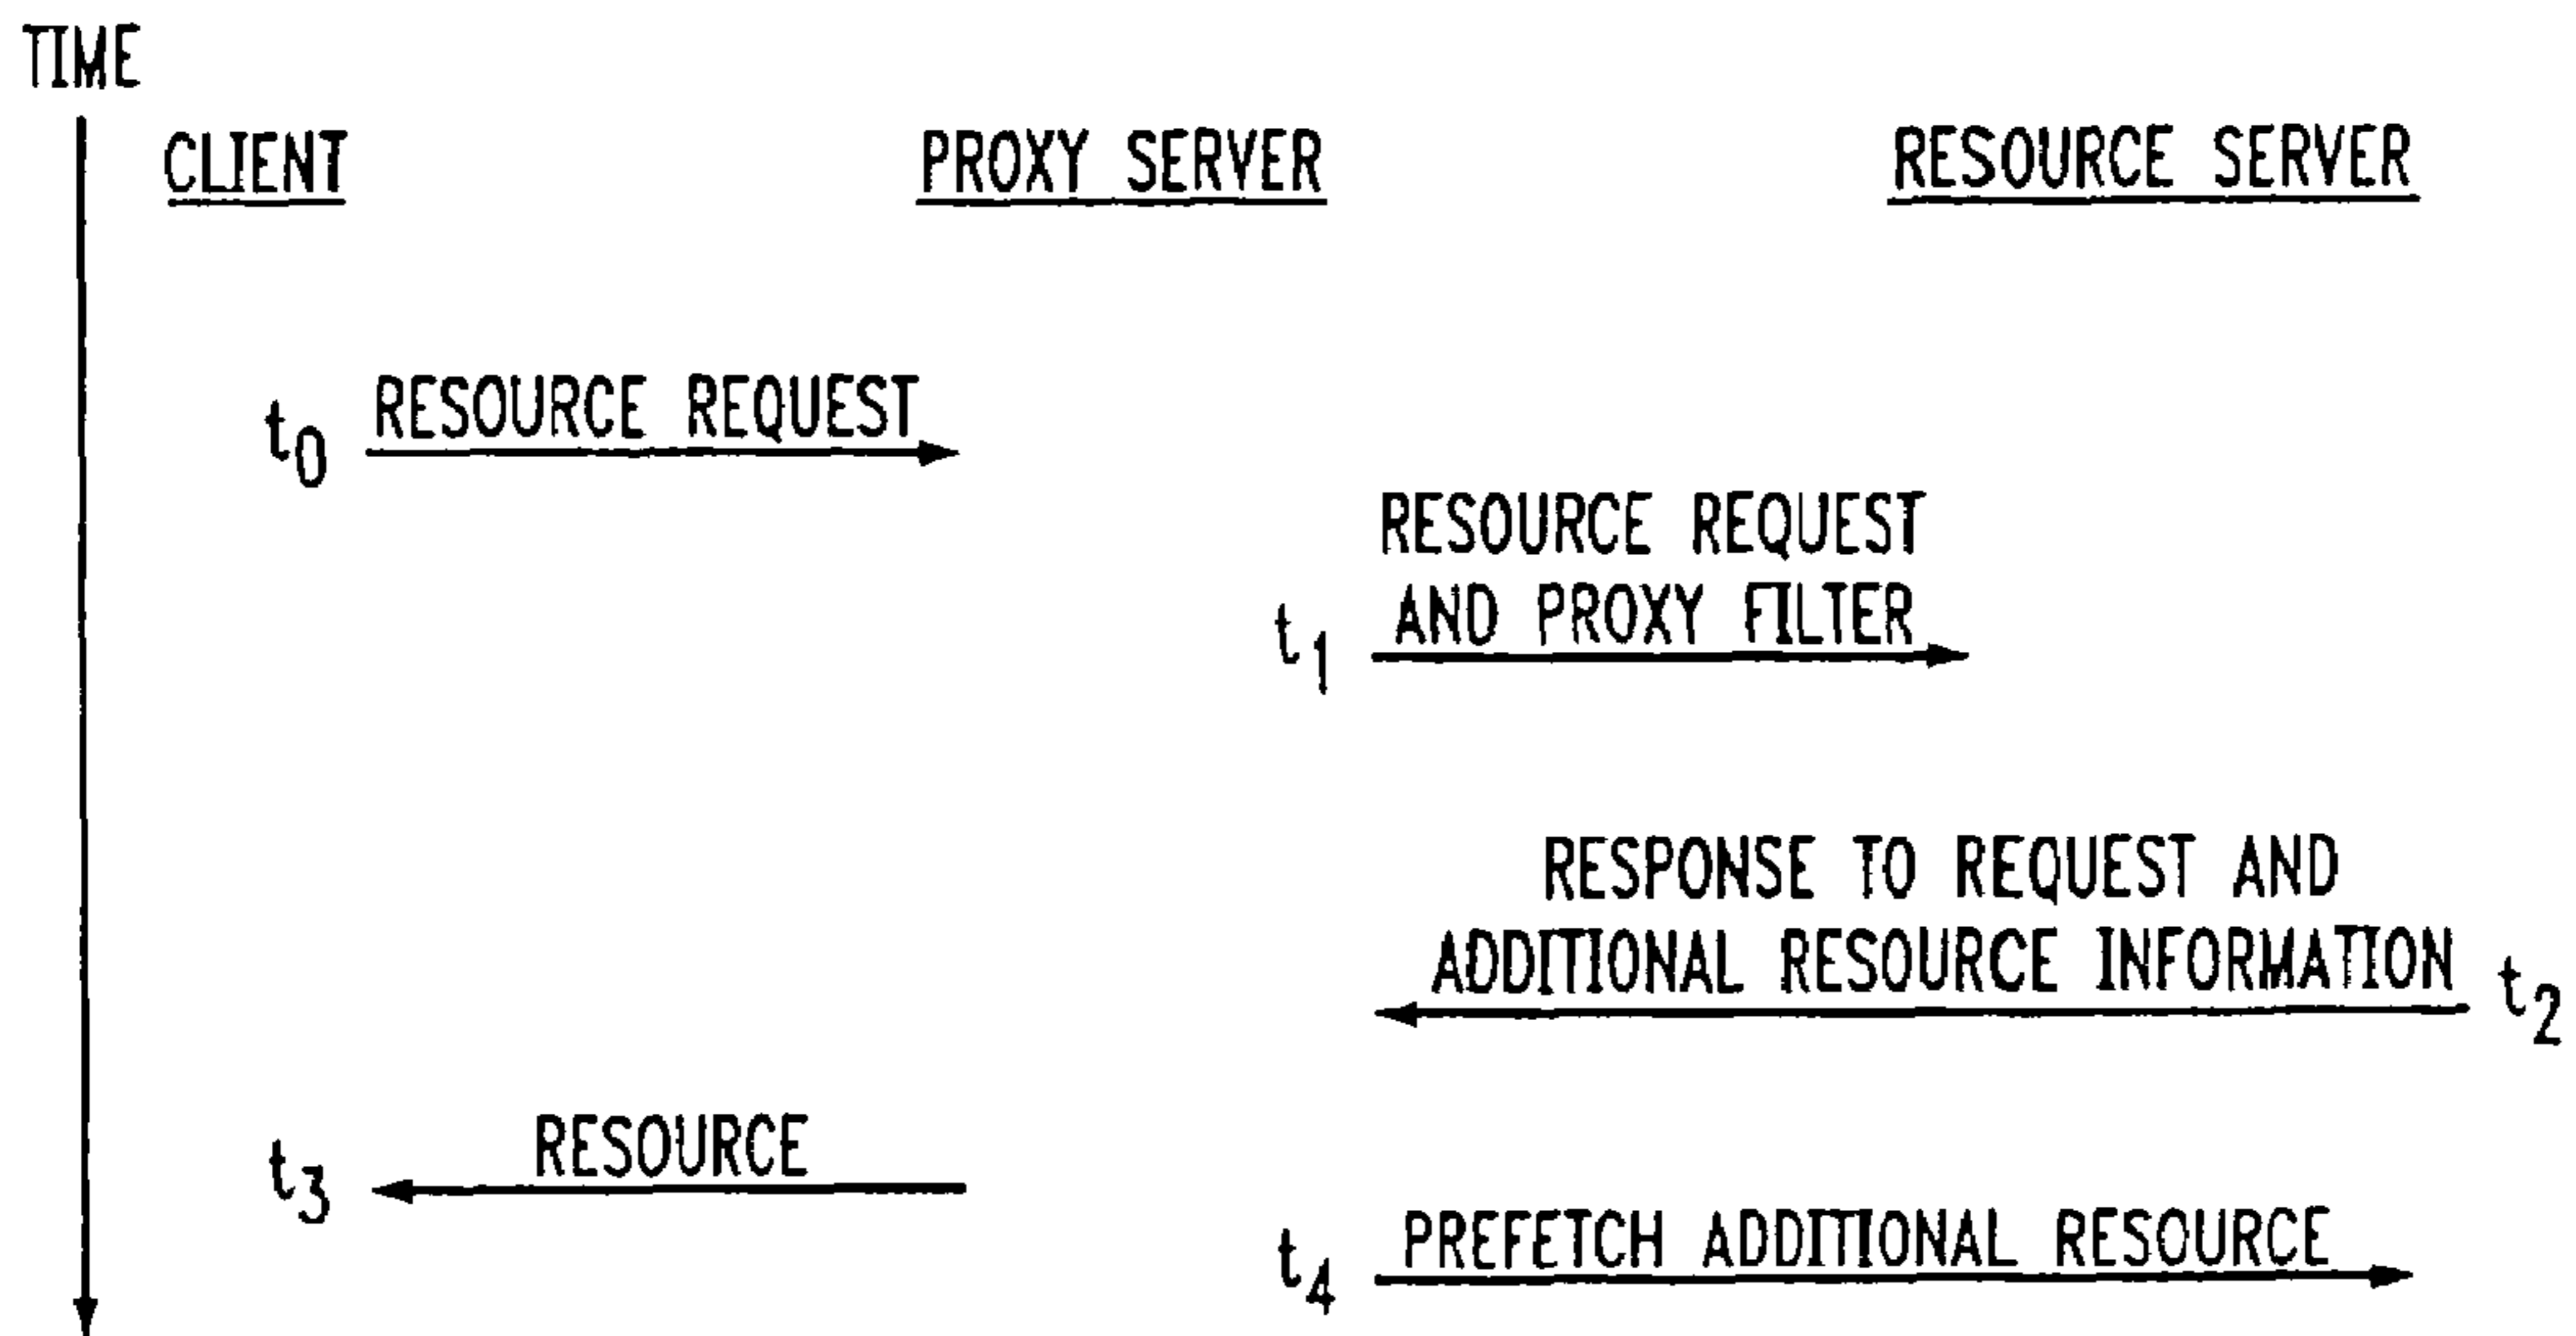 TIME
CLIENT PROXY SERVER RESOURCE SERVER
t0 RESOURCE REQUEST
RESOURCE REQUEST
t1 AND PROXY FILTER
RESPONSE TO REQUEST AND
ADDITIONAL RESOURCE INFORMATION t2
t3 RESOURCE
t4 PREFETCH ADDITIONAL RESOURCE